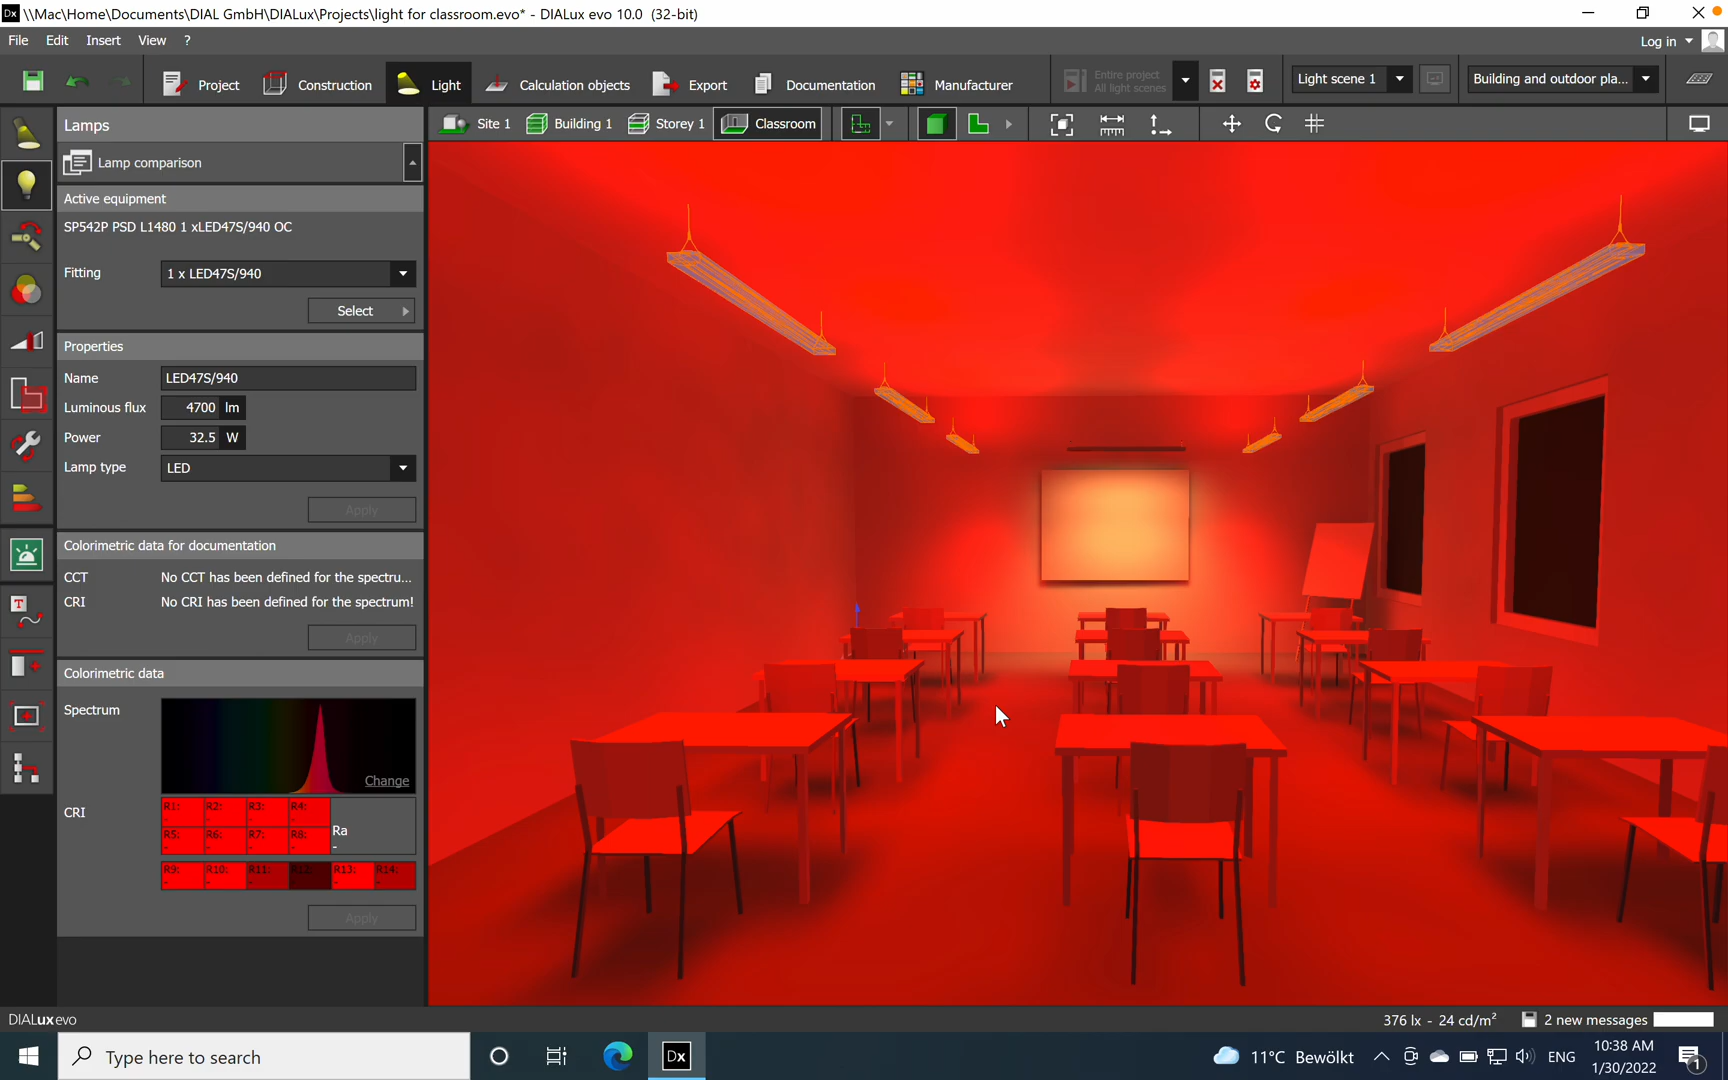 \\Mac\Home\Documents\DIAL GmbH\DIALux\Projects\light for classroom.evo* - DIALux evo 10.0 (32-bit)
File Edit Insert View ?
Log in
Project Construction Light Calculation objects Export Documentation Manufacturer
Entire project
All light scenes
Light scene 1
Building and outdoor pla...
Lamps
Site 1 Building 1 Storey 1 Classroom
Lamp comparison
Active equipment
SP542P PSD L1480 1 xLED47S/940 OC
Fitting 1 x LED47S/940
Select
Properties
Name LED47S/940
Luminous flux 4700 lm
Power 32.5 W
Lamp type LED
Apply
Colorimetric data for documentation
CCT No CCT has been defined for the spectru...
CRI No CRI has been defined for the spectrum!
Apply
Colorimetric data
Spectrum
Change
CRI
R1: R2: R3: R4:
- - - -
R5: R6: R7: R8:
- - - -
Ra
-
R9: R10: R11: R12: R13: R14:
- - - - - -
Apply
DIALux evo
376 lx - 24 cd/m²
2 new messages
Type here to search
Dx
11°C Bewölkt
ENG
10:38 AM
1/30/2022
1